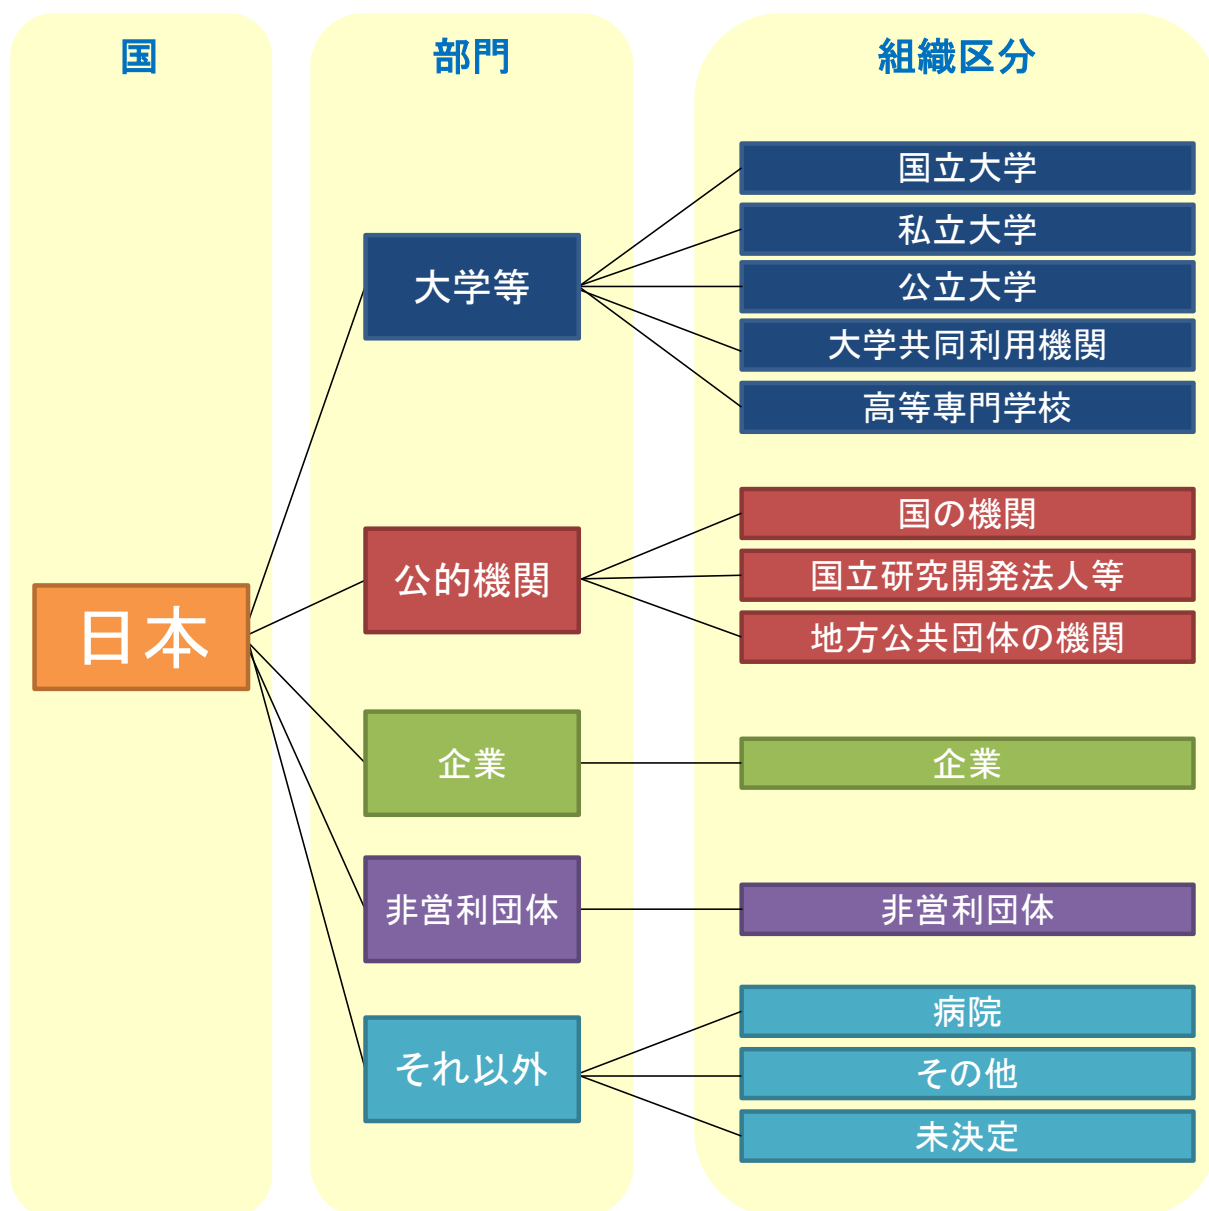 国
部門
組織区分
日本
大学等
国立大学
私立大学
公立大学
大学共同利用機関
高等専門学校
公的機関
国の機関
国立研究開発法人等
地方公共団体の機関
企業
企業
非営利団体
非営利団体
それ以外
病院
その他
未決定